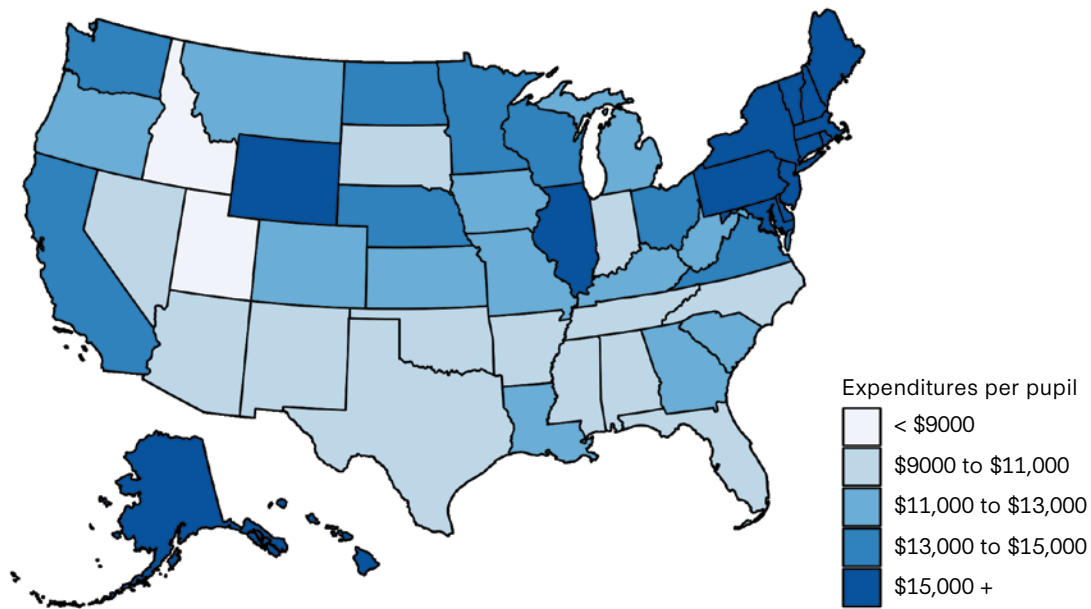 Expenditures per pupil
< $9000
$9000 to $11,000
$11,000 to $13,000
$13,000 to $15,000
$15,000 +